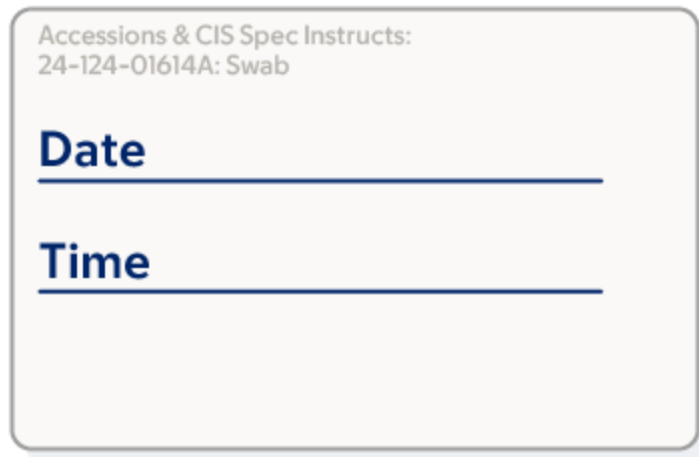 Accessions & CIS Spec Instructs:
24-124-01614A: Swab
Date
Time